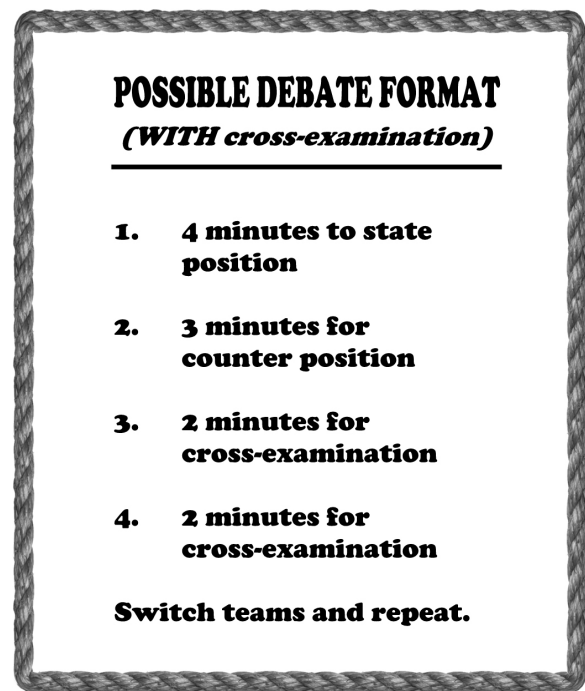 POSSIBLE DEBATE FORMAT
(WITH cross-examination)
1. 4 minutes to state
position
2. 3 minutes for
counter position
3. 2 minutes for
cross-examination
4. 2 minutes for
cross-examination
Switch teams and repeat.